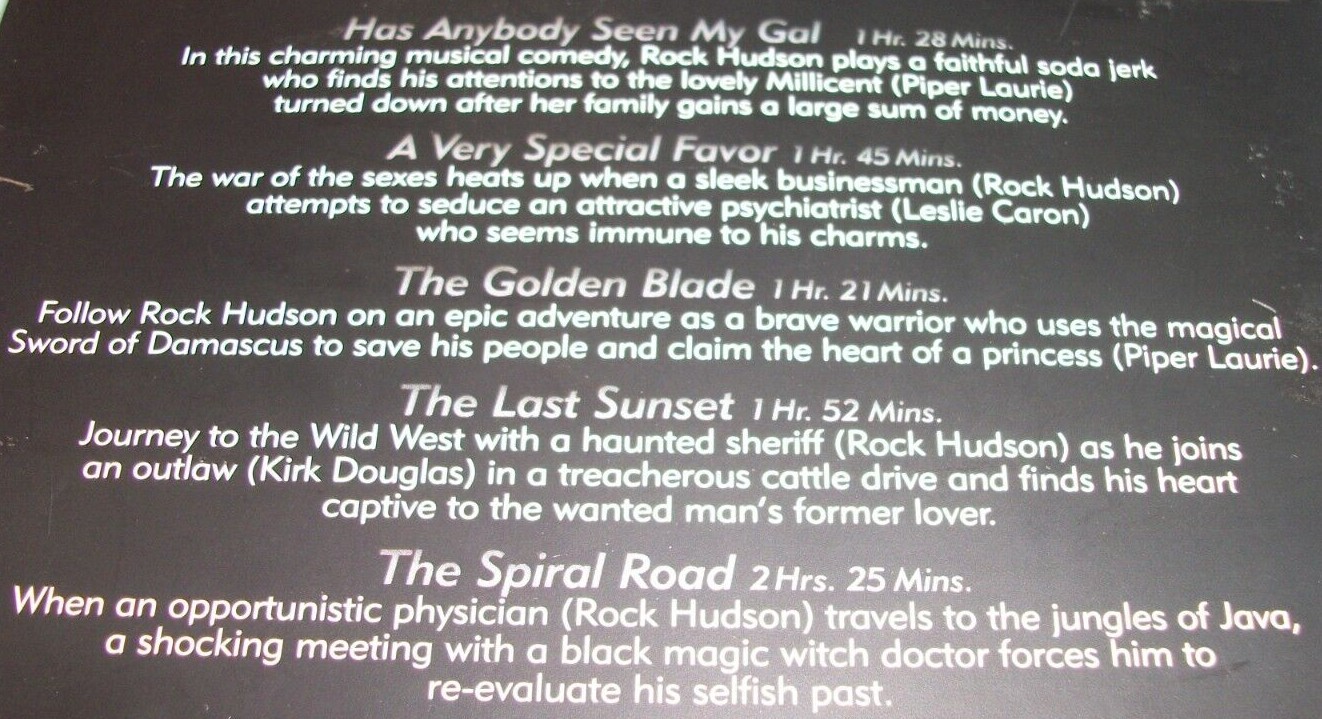 Has Anybody Seen My Gal 1 Hr. 28 Mins.
In this charming musical comedy, Rock Hudson plays a faithful soda jerk
who finds his attentions to the lovely Millicent (Piper Laurie)
turned down after her family gains a large sum of money.
A Very Special Favor 1 Hr. 45 Mins.
The war of the sexes heats up when a sleek businessman (Rock Hudson)
attempts to seduce an attractive psychiatrist (Leslie Caron)
who seems immune to his charms.
The Golden Blade 1 Hr. 21 Mins.
Follow Rock Hudson on an epic adventure as a brave warrior who uses the magical
Sword of Damascus to save his people and claim the heart of a princess (Piper Laurie).
The Last Sunset 1 Hr. 52 Mins.
Journey to the Wild West with a haunted sheriff (Rock Hudson) as he joins
an outlaw (Kirk Douglas) in a treacherous cattle drive and finds his heart
captive to the wanted man's former lover.
The Spiral Road 2 Hrs. 25 Mins.
When an opportunistic physician (Rock Hudson) travels to the jungles of Java,
a shocking meeting with a black magic witch doctor forces him to
re-evaluate his selfish past.